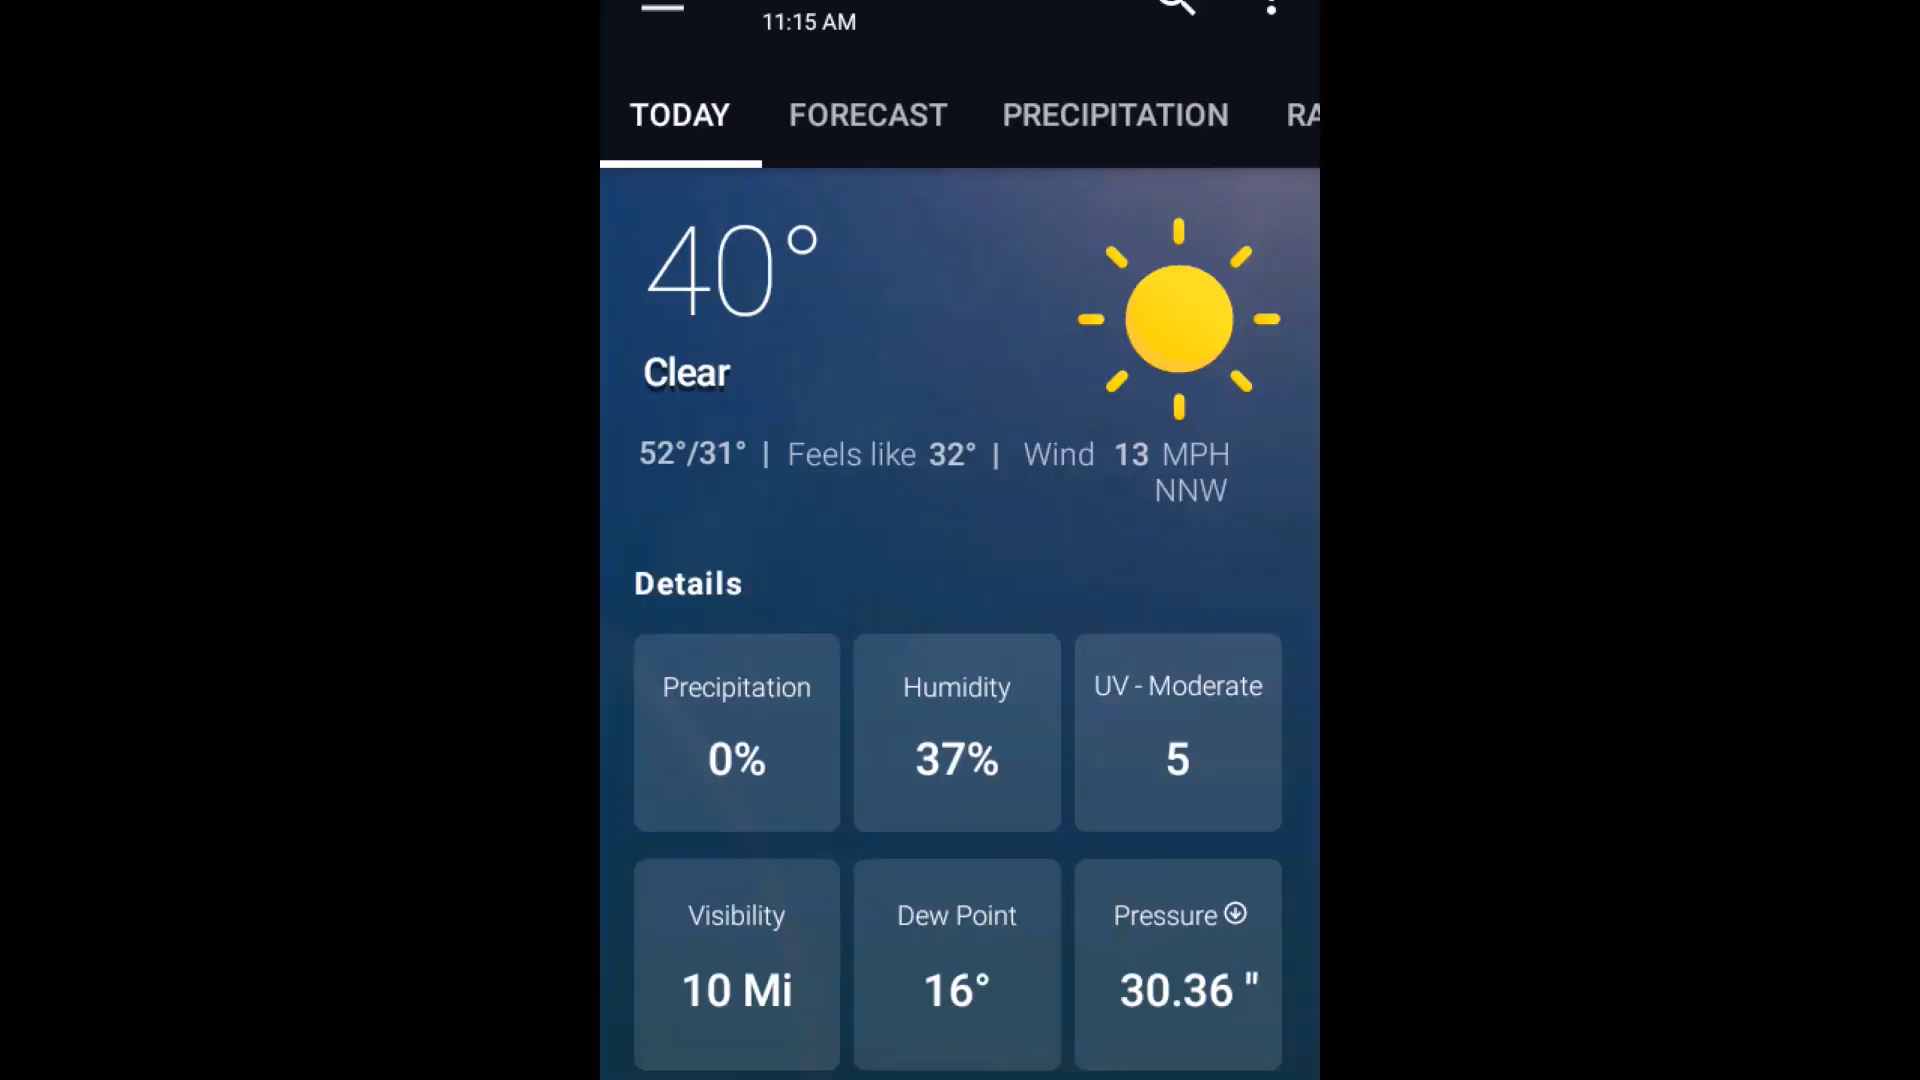 11:15 AM
TODAY FORECAST PRECIPITATION RA
40°
Clear
52°/31° | Feels like 32° | Wind 13 MPH
NNW
Details
Precipitation Humidity UV - Moderate
0% 37% 5
Visibility Dew Point Pressure
10 Mi 16° 30.36 "